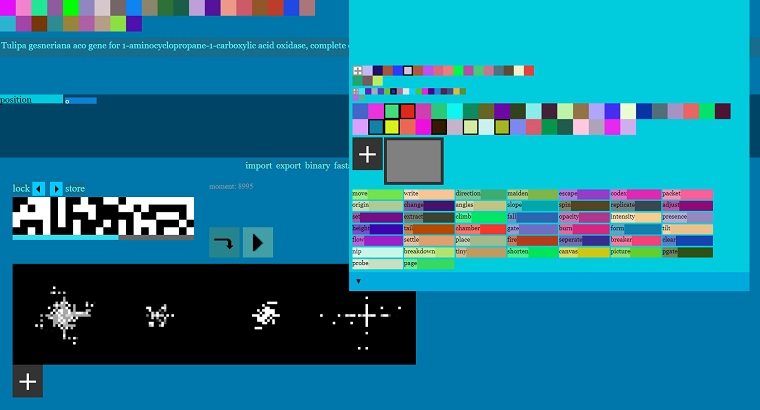 Tulipa gesneriana aco gene for 1-aminocyclopropane-1-carboxylic acid oxidase, complete
position
import export binary fast
lock store
moment: 8995
move write direction maiden escape codex packet
origin change angles slope spin replicate adjust
set extract climb fall opacity intensity presence
height tail chamber game burn form tilt
flow settle place fire seperate breaker clear
nip breakdown tiny shorten canvas picture pgate
probe page